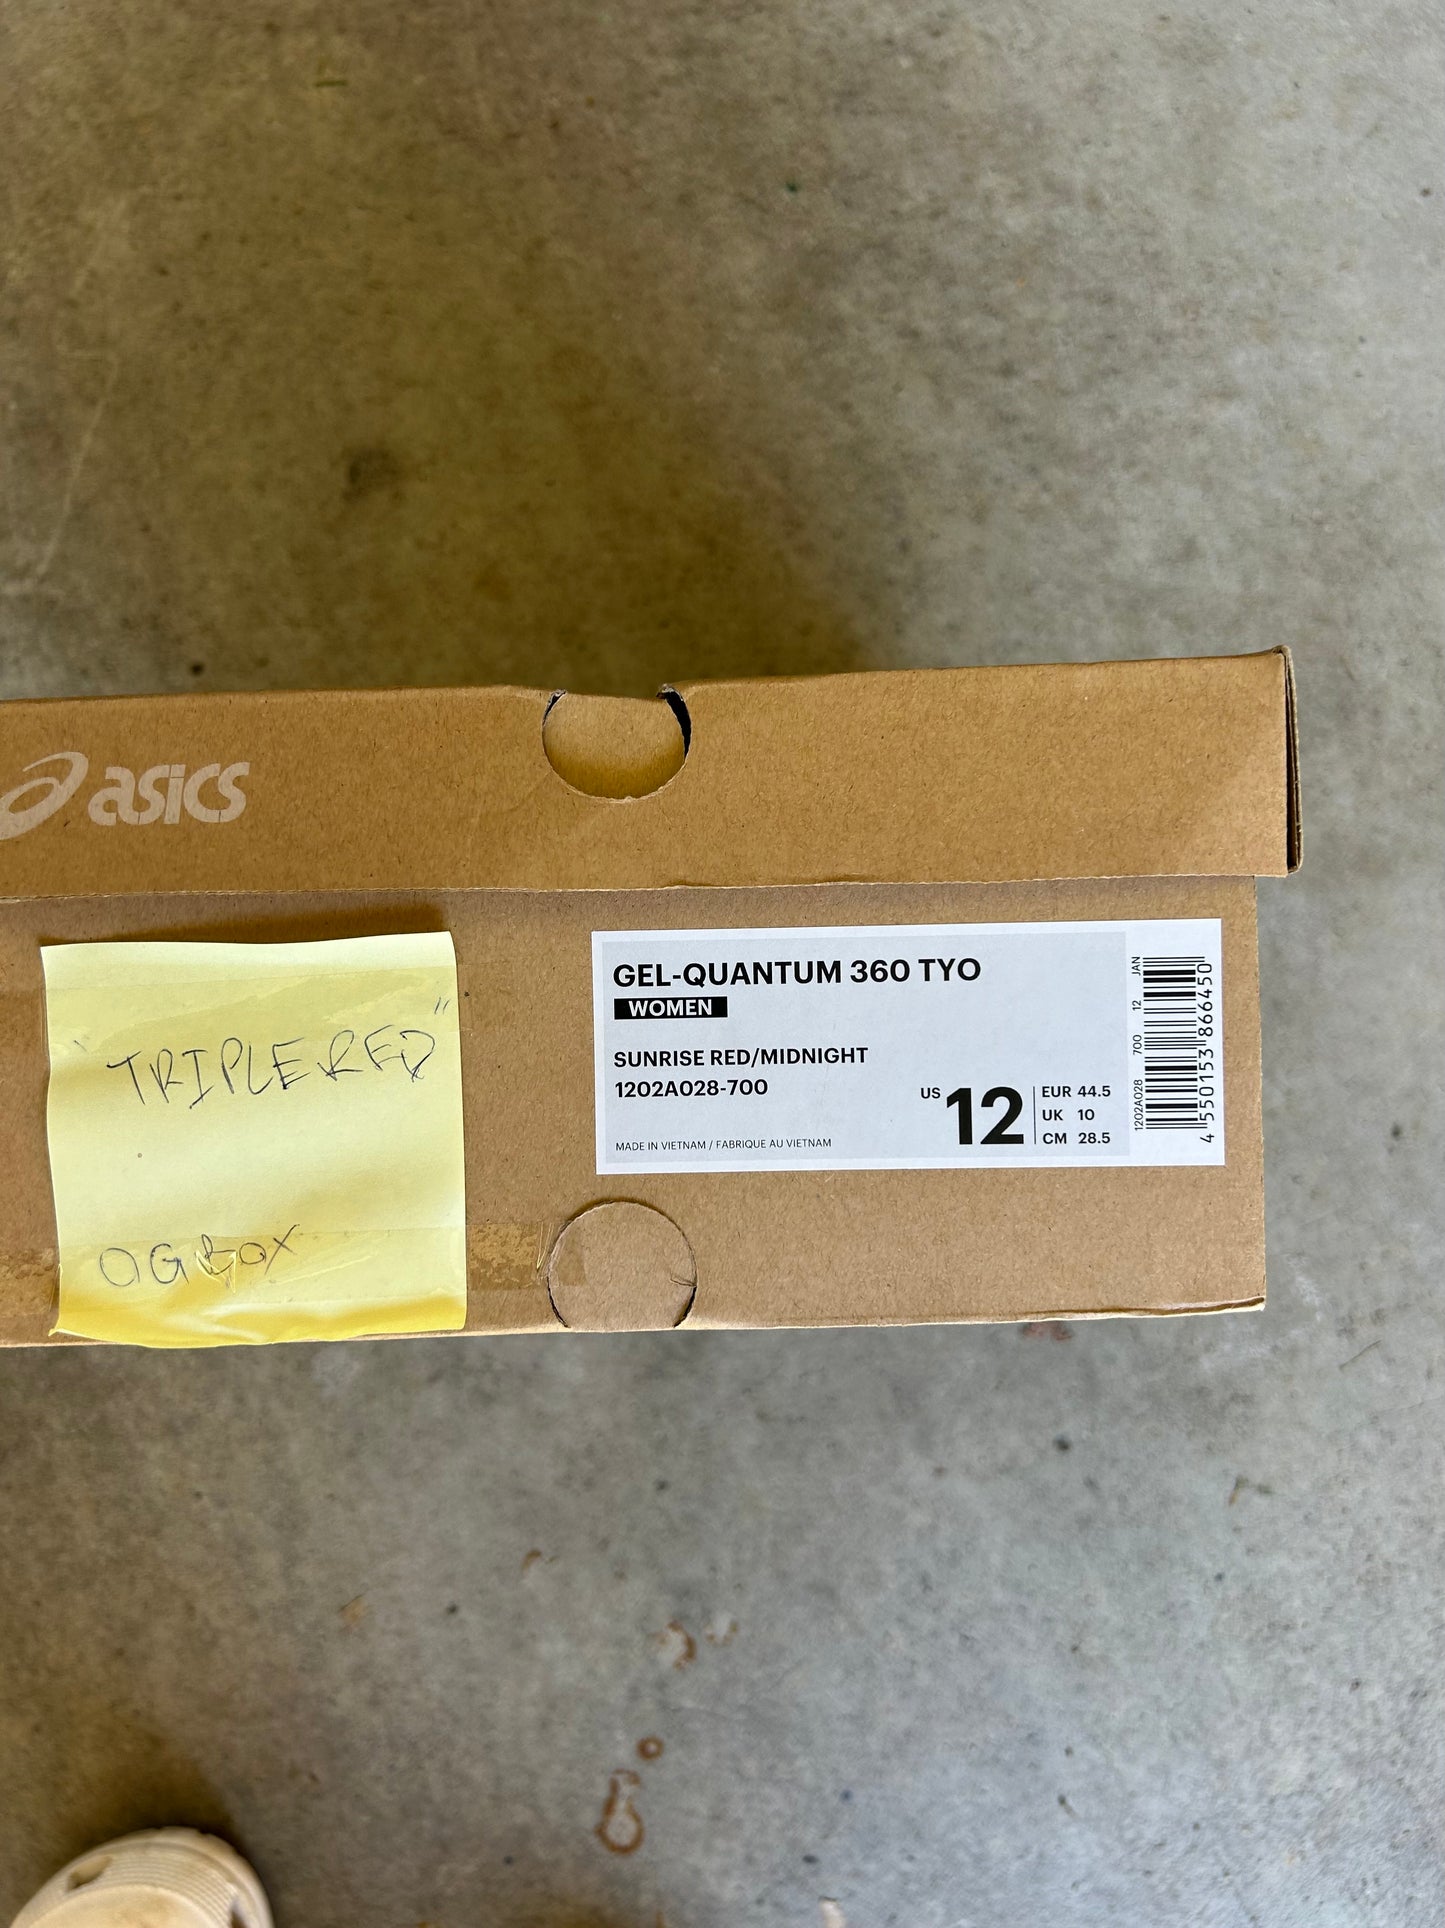 asics
"TRIPLE RED"
OG BOX
GEL-QUANTUM 360 TYO
WOMEN
SUNRISE RED/MIDNIGHT
1202A028-700
MADE IN VIETNAM / FABRIQUE AU VIETNAM
US 12
EUR 44.5
UK 10
CM 28.5
1202A028 700 12 JAN
4 550153 866450